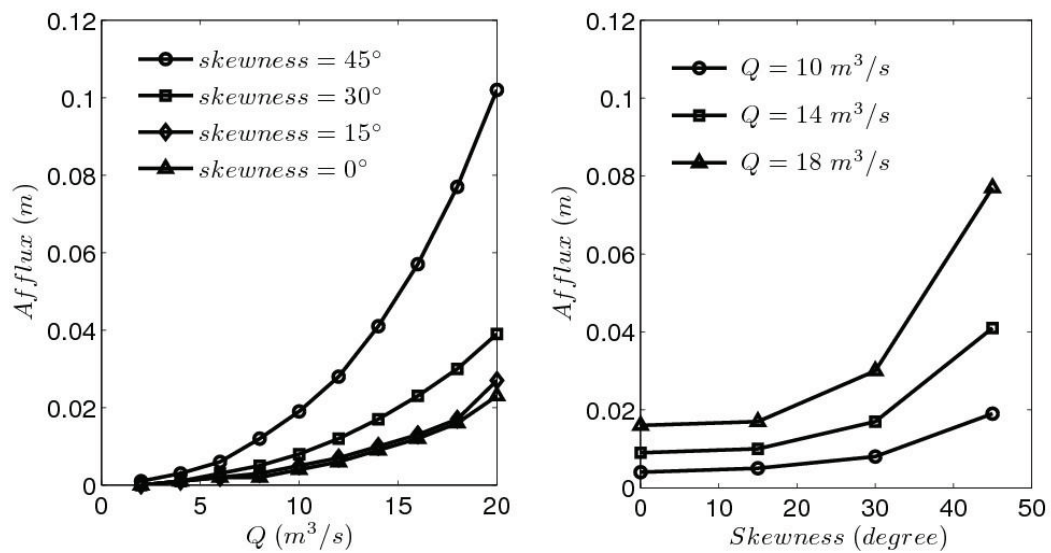 0.12
0.1
0.08
0.06
0.04
0.02
0
Afflux (m)
skewness = 45°
skewness = 30°
skewness = 15°
skewness = 0°
0 5 10 15 20
Q (m³/s)
0.12
0.1
0.08
0.06
0.04
0.02
0
Afflux (m)
Q = 10 m³/s
Q = 14 m³/s
Q = 18 m³/s
0 10 20 30 40 50
Skewness (degree)